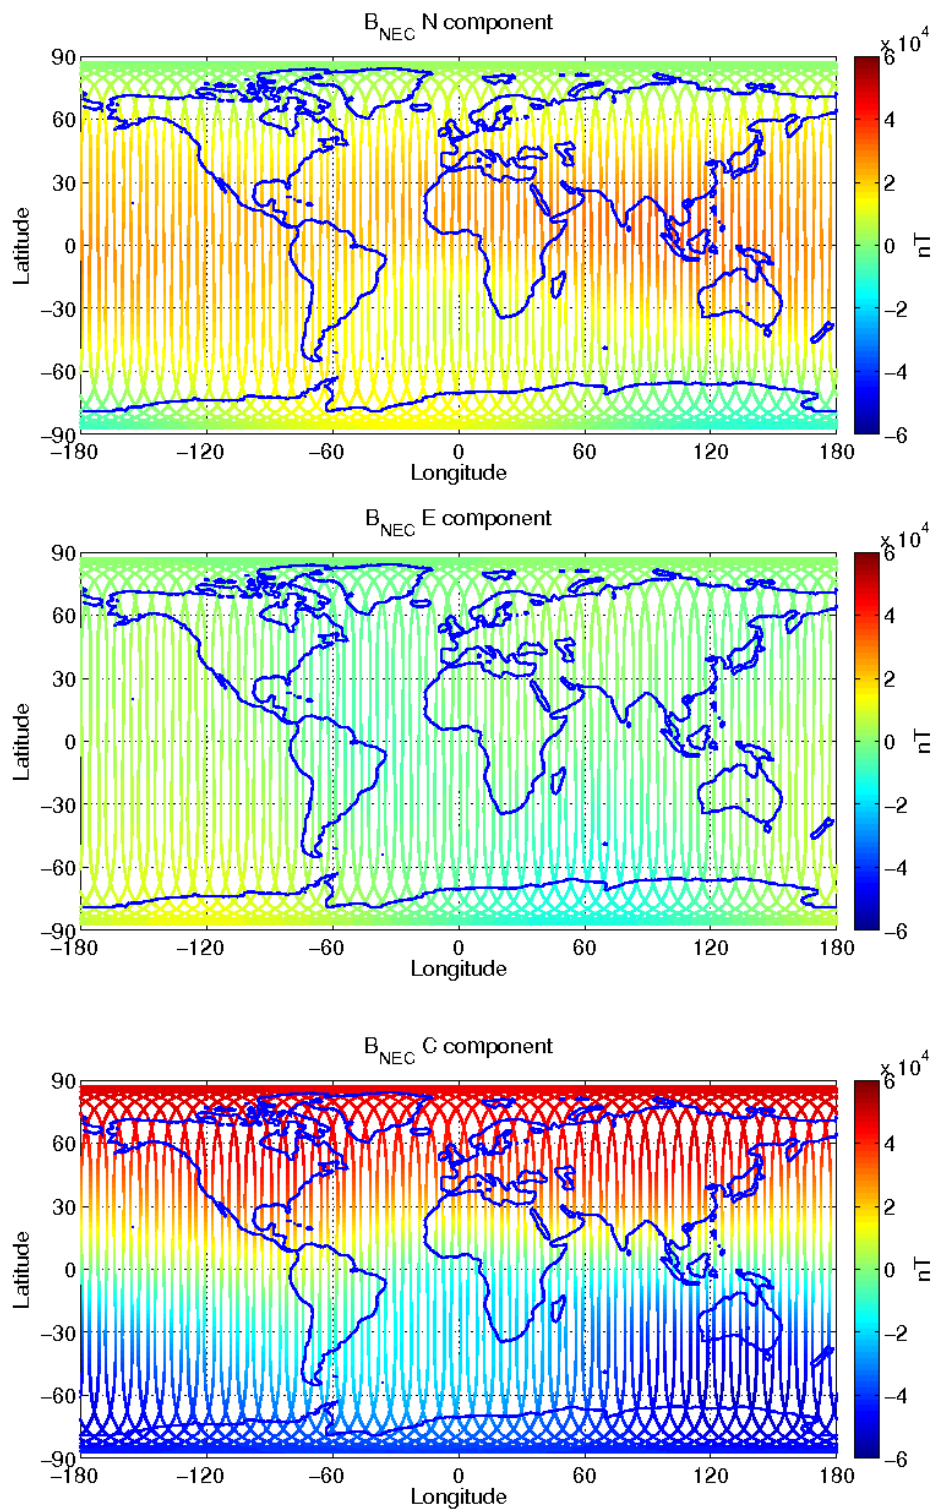 B_NEC N component
x 10^4
90
60
30
0
−30
−60
−90
Latitude
−180 −120 −60 0 60 120 180
Longitude
6
4
2
0
−2
−4
−6
nT
B_NEC E component
x 10^4
90
60
30
0
−30
−60
−90
Latitude
−180 −120 −60 0 60 120 180
Longitude
6
4
2
0
−2
−4
−6
nT
B_NEC C component
x 10^4
90
60
30
0
−30
−60
−90
Latitude
−180 −120 −60 0 60 120 180
Longitude
6
4
2
0
−2
−4
−6
nT